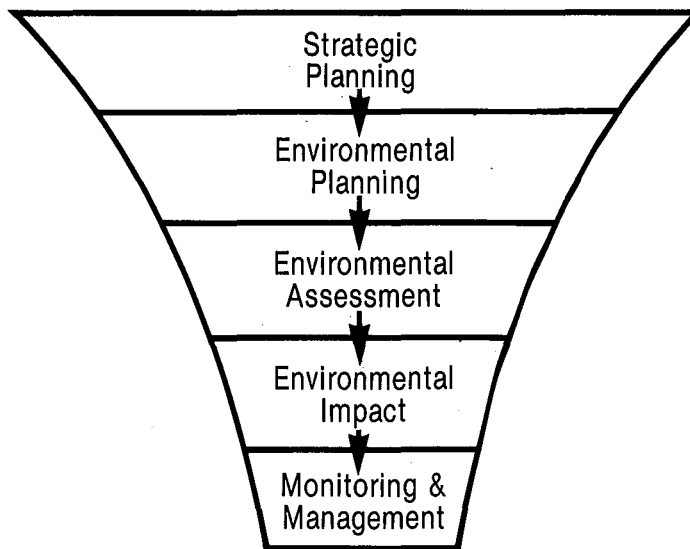 Strategic
Planning
Environmental
Planning
Environmental
Assessment
Environmental
Impact
Monitoring &
Management